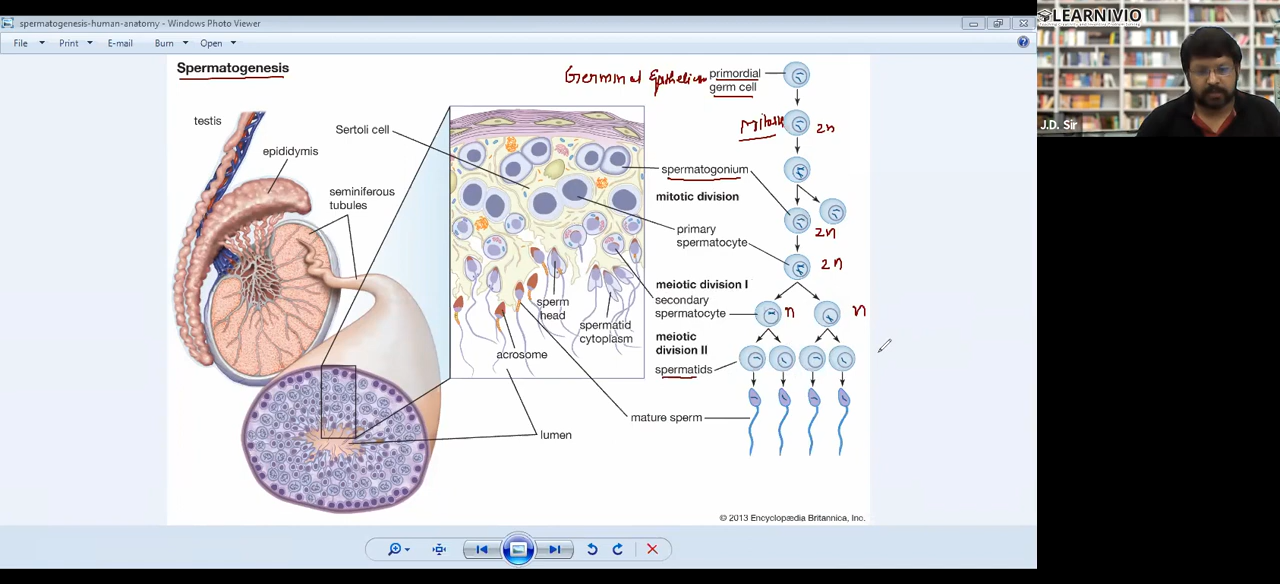 spermatogenesis-human-anatomy - Windows Photo Viewer
File Print E-mail Burn Open
LEARNIVIO
J.D. Sir
Spermatogenesis
testis
epididymis
seminiferous
tubules
Sertoli cell
sperm
head
spermatid
cytoplasm
acrosome
lumen
Germinal Epithelium
primordial
germ cell
2n
spermatogonium
mitotic division
2n
primary
spermatocyte
2n
meiotic division I
secondary
spermatocyte
n
n
meiotic
division II
spermatids
mature sperm
© 2013 Encyclopædia Britannica, Inc.